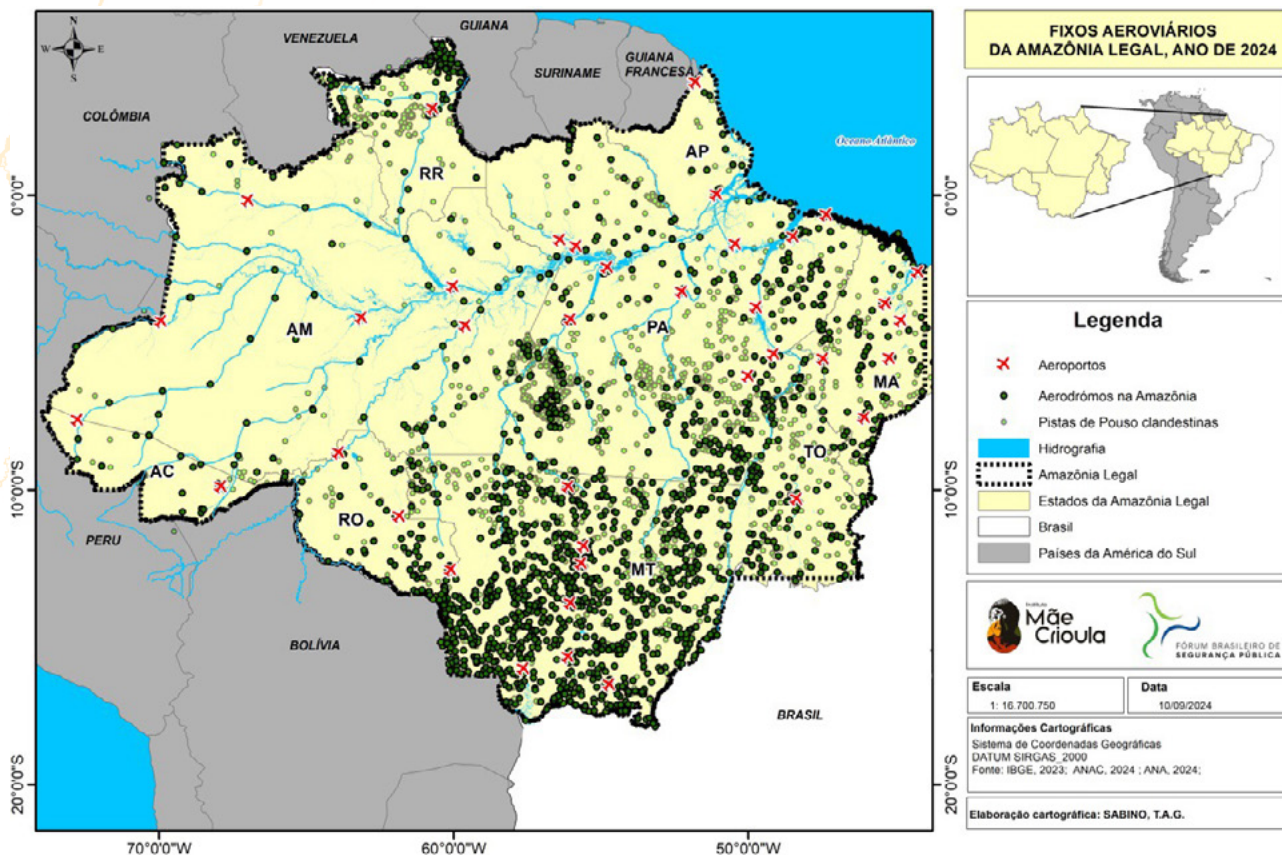 FIXOS AEROVIÁRIOS
DA AMAZÔNIA LEGAL, ANO DE 2024
N
W
E
S
VENEZUELA
GUIANA
SURINAME
GUIANA
FRANCESA
COLÔMBIA
Oceano Atlântico
RR
AP
AM
PA
MA
AC
TO
RO
MT
PERU
BOLÍVIA
BRASIL
0°0'0"
10°0'0"S
20°0'0"S
0°0'0"
10°0'0"S
20°0'0"S
70°0'0"W
60°0'0"W
50°0'0"W
Legenda
Aeroportos
Aerodrómos na Amazônia
Pistas de Pouso clandestinas
Hidrografia
Amazônia Legal
Estados da Amazônia Legal
Brasil
Países da América do Sul
Instituto
Mãe
Crioula
FÓRUM BRASILEIRO DE
SEGURANÇA PÚBLICA
Escala
1: 16.700.750
Data
10/09/2024
Informações Cartográficas
Sistema de Coordenadas Geográficas
DATUM SIRGAS_2000
Fonte: IBGE, 2023; ANAC, 2024 ; ANA, 2024;
Elaboração cartográfica: SABINO, T.A.G.